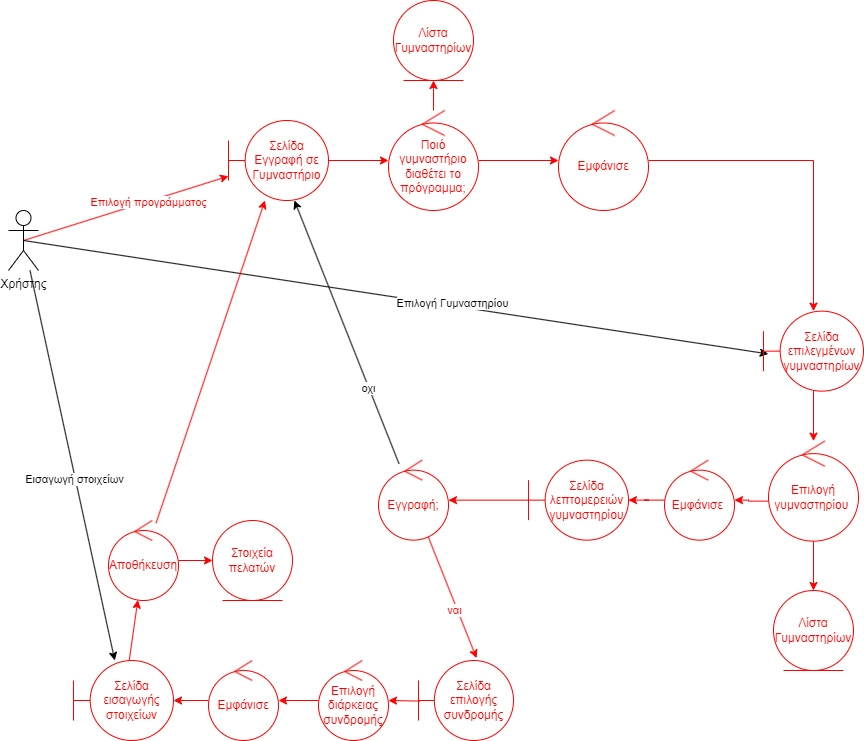 Λίστα
Γυμναστηρίων
Σελίδα
Εγγραφή σε
Γυμναστήριο
Ποιό
γυμναστήριο
διαθέτει το
πρόγραμμα;
Εμφάνισε
Επιλογή προγράμματος
Χρήστης
Επιλογή Γυμναστηρίου
Σελίδα
επιλεγμένων
γυμναστηρίων
οχι
Εισαγωγή στοιχείων
Εγγραφή;
Σελίδα
λεπτομερειών
γυμναστηρίου
Εμφάνισε
Επιλογή
γυμναστηρίου
Αποθήκευση
Στοιχεία
πελατών
ναι
Λίστα
Γυμναστηρίων
Σελίδα
εισαγωγής
στοιχείων
Εμφάνισε
Επιλογή
διάρκειας
συνδρομής
Σελίδα
επιλογής
συνδρομής